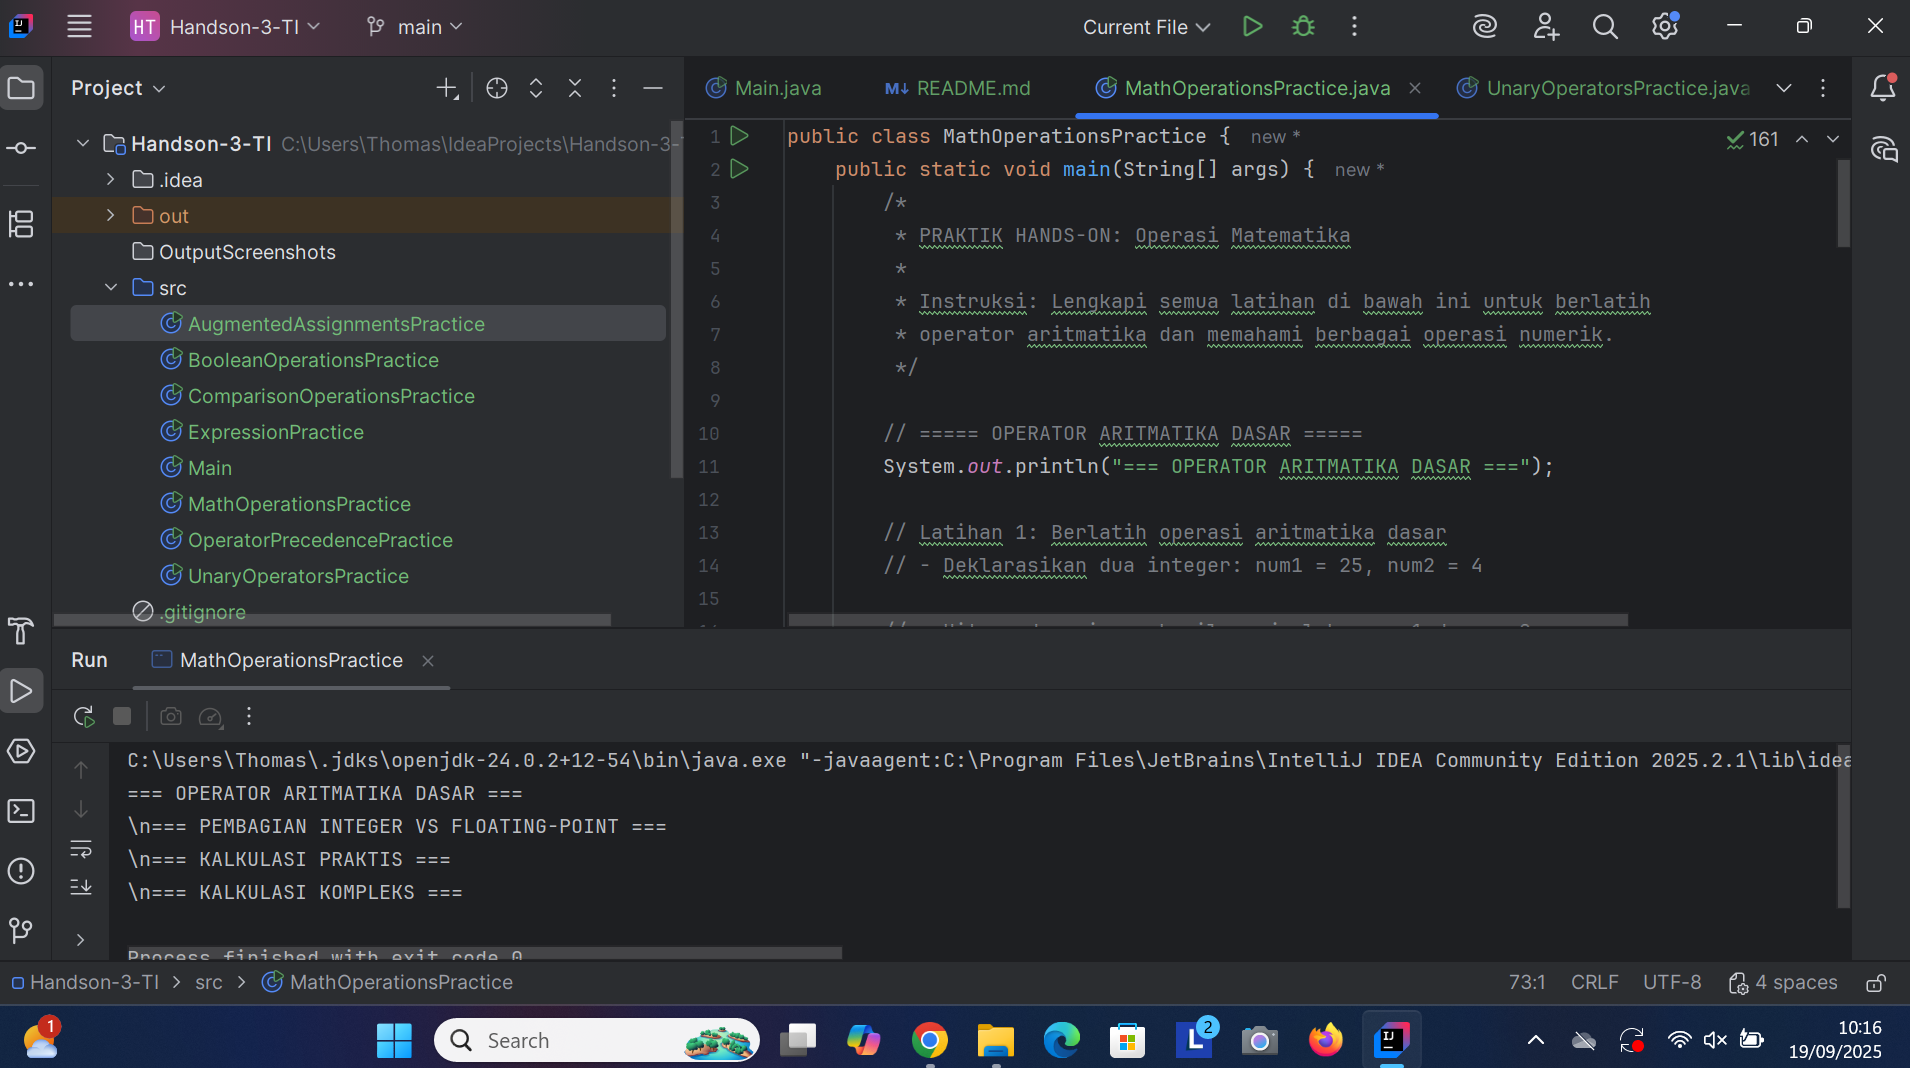 HT Handson-3-TI main Current File
Project
Main.java M↓ README.md MathOperationsPractice.java UnaryOperatorsPractice.java
Handson-3-TI C:\Users\Thomas\IdeaProjects\Handson-3-
.idea
out
OutputScreenshots
src
AugmentedAssignmentsPractice
BooleanOperationsPractice
ComparisonOperationsPractice
ExpressionPractice
Main
MathOperationsPractice
OperatorPrecedencePractice
UnaryOperatorsPractice
.gitignore
161
1 public class MathOperationsPractice { new *
2 public static void main(String[] args) { new *
3 /*
4 * PRAKTIK HANDS-ON: Operasi Matematika
5 *
6 * Instruksi: Lengkapi semua latihan di bawah ini untuk berlatih
7 * operator aritmatika dan memahami berbagai operasi numerik.
8 */
9
10 // ===== OPERATOR ARITMATIKA DASAR =====
11 System.out.println("=== OPERATOR ARITMATIKA DASAR ===");
12
13 // Latihan 1: Berlatih operasi aritmatika dasar
14 // - Deklarasikan dua integer: num1 = 25, num2 = 4
15
Run MathOperationsPractice
C:\Users\Thomas\.jdks\openjdk-24.0.2+12-54\bin\java.exe "-javaagent:C:\Program Files\JetBrains\IntelliJ IDEA Community Edition 2025.2.1\lib\idea
=== OPERATOR ARITMATIKA DASAR ===
\n=== PEMBAGIAN INTEGER VS FLOATING-POINT ===
\n=== KALKULASI PRAKTIS ===
\n=== KALKULASI KOMPLEKS ===
Process finished with exit code 0
Handson-3-TI > src > MathOperationsPractice 73:1 CRLF UTF-8 4 spaces
1 Search 2 10:16
19/09/2025